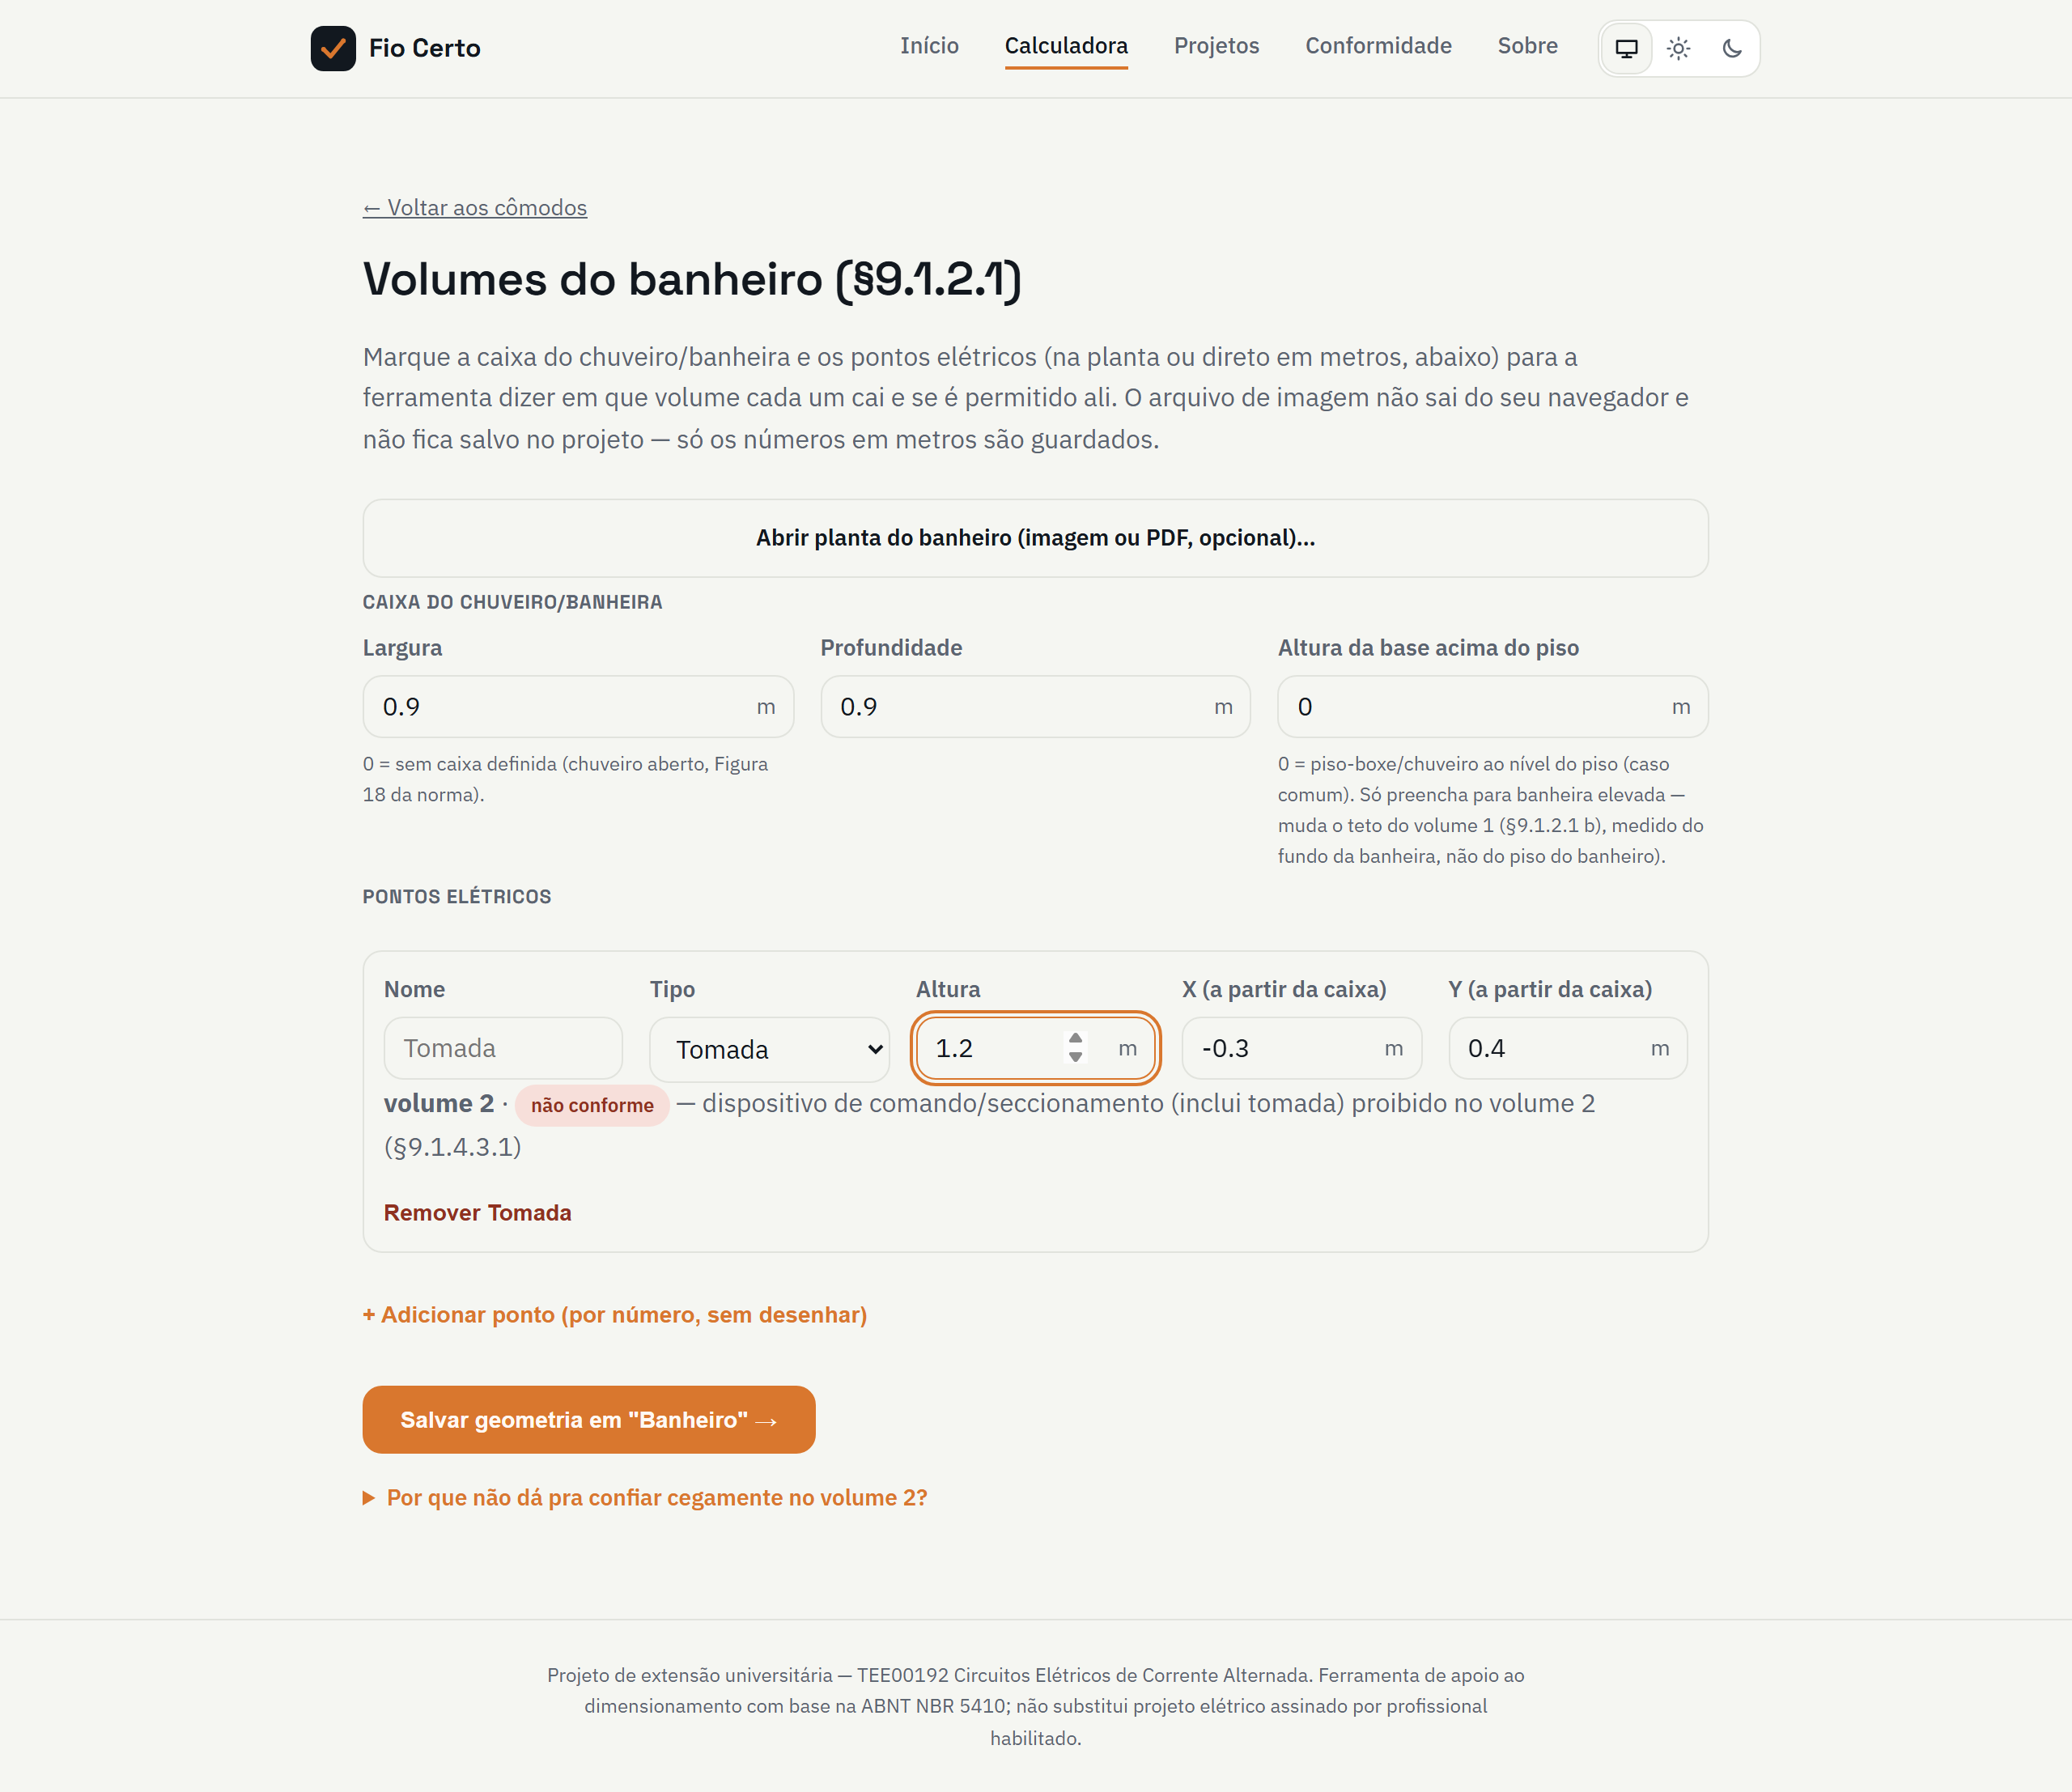 Fio Certo
Início Calculadora Projetos Conformidade Sobre
← Voltar aos cômodos
Volumes do banheiro (§9.1.2.1)
Marque a caixa do chuveiro/banheira e os pontos elétricos (na planta ou direto em metros, abaixo) para a
ferramenta dizer em que volume cada um cai e se é permitido ali. O arquivo de imagem não sai do seu navegador e
não fica salvo no projeto — só os números em metros são guardados.
Abrir planta do banheiro (imagem ou PDF, opcional)...
CAIXA DO CHUVEIRO/BANHEIRA
Largura Profundidade Altura da base acima do piso
0.9 m 0.9 m 0 m
0 = sem caixa definida (chuveiro aberto, Figura
18 da norma).
0 = piso-boxe/chuveiro ao nível do piso (caso
comum). Só preencha para banheira elevada —
muda o teto do volume 1 (§9.1.2.1 b), medido do
fundo da banheira, não do piso do banheiro).
PONTOS ELÉTRICOS
Nome Tipo Altura X (a partir da caixa) Y (a partir da caixa)
Tomada Tomada 1.2 m -0.3 m 0.4 m
volume 2 · não conforme — dispositivo de comando/seccionamento (inclui tomada) proibido no volume 2
(§9.1.4.3.1)
Remover Tomada
+ Adicionar ponto (por número, sem desenhar)
Salvar geometria em "Banheiro" →
▶ Por que não dá pra confiar cegamente no volume 2?
Projeto de extensão universitária — TEE00192 Circuitos Elétricos de Corrente Alternada. Ferramenta de apoio ao
dimensionamento com base na ABNT NBR 5410; não substitui projeto elétrico assinado por profissional
habilitado.